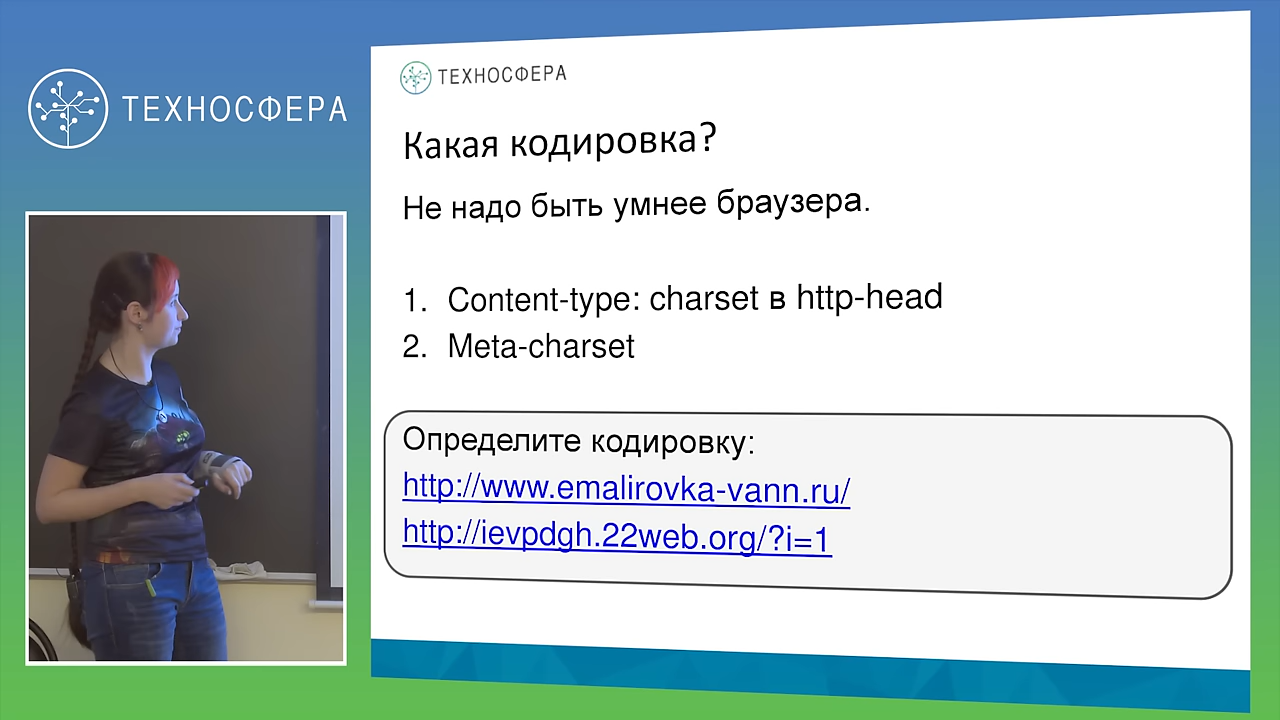 ТЕХНОСФЕРА
ТЕХНОСФЕРА
Какая кодировка?
Не надо быть умнее браузера.
1. Content-type: charset в http-head
2. Meta-charset
Определите кодировку:
http://www.emalirovka-vann.ru/
http://ievpdgh.22web.org/?i=1